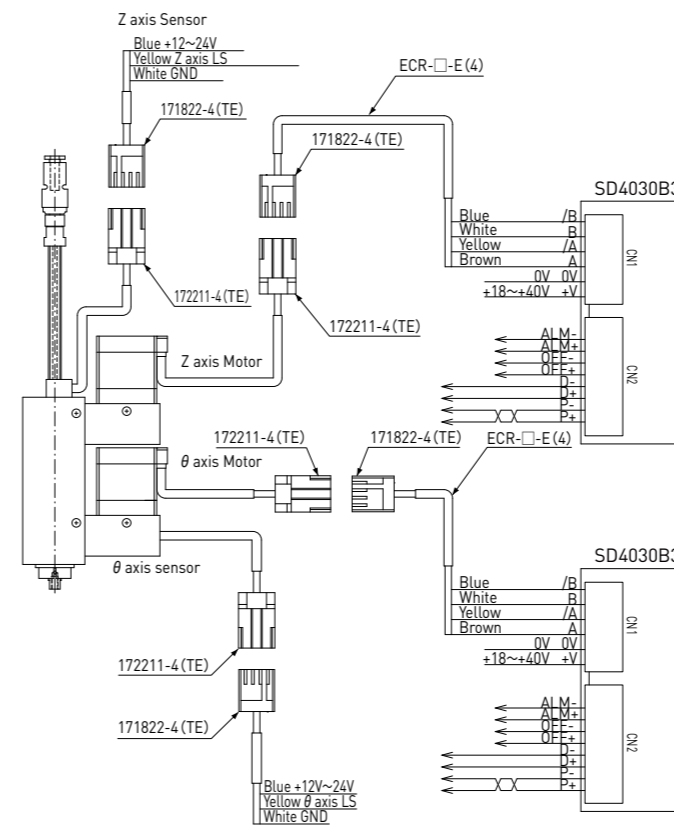 Z axis Sensor
Blue +12~24V
Yellow Z axis LS
White GND
171822-4(TE)
172211-4(TE)
ECR-□-E(4)
171822-4(TE)
172211-4(TE)
Z axis Motor
SD4030B3
Blue /B
White B
Yellow /A
Brown A
0V 0V
+18~+40V +V
CN1
ALM-
ALM+
OFF-
OFF+
D-
D+
P-
P+
CN2
θ axis Motor
172211-4(TE)
171822-4(TE)
ECR-□-E(4)
θ axis sensor
172211-4(TE)
171822-4(TE)
Blue +12V~24V
Yellow θ axis LS
White GND
SD4030B3
Blue /B
White B
Yellow /A
Brown A
0V 0V
+18~+40V +V
CN1
ALM-
ALM+
OFF-
OFF+
D-
D+
P-
P+
CN2